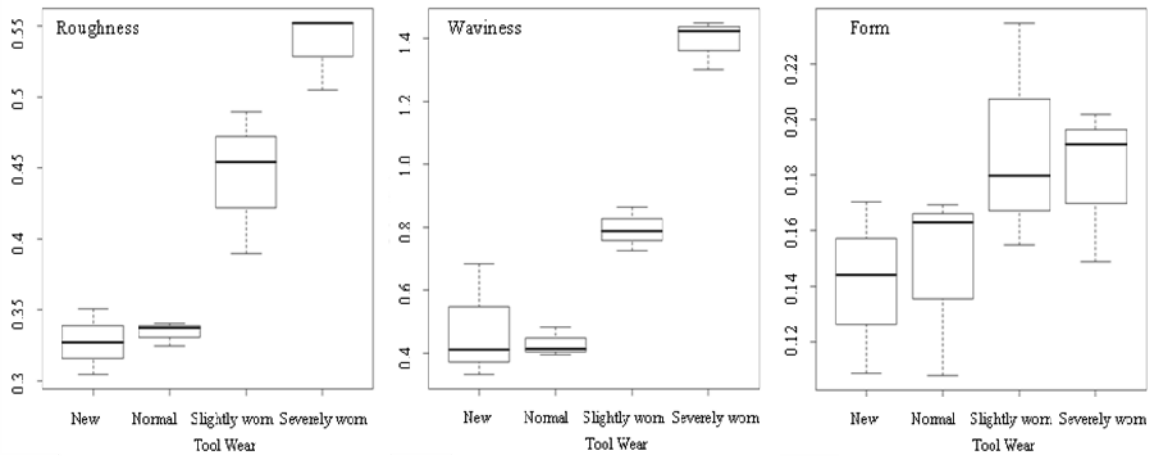 Roughness
0.55
0.5
0.45
0.4
0.35
0.3
New Normal Slightly worn Severely worn
Tool Wear
Waviness
1.4
1.2
1.0
0.8
0.6
0.4
New Normal Slightly worn Severely worn
Tool Wear
Form
0.22
0.20
0.18
0.16
0.14
0.12
New Normal Slightly worn Severely worn
Tool Wear